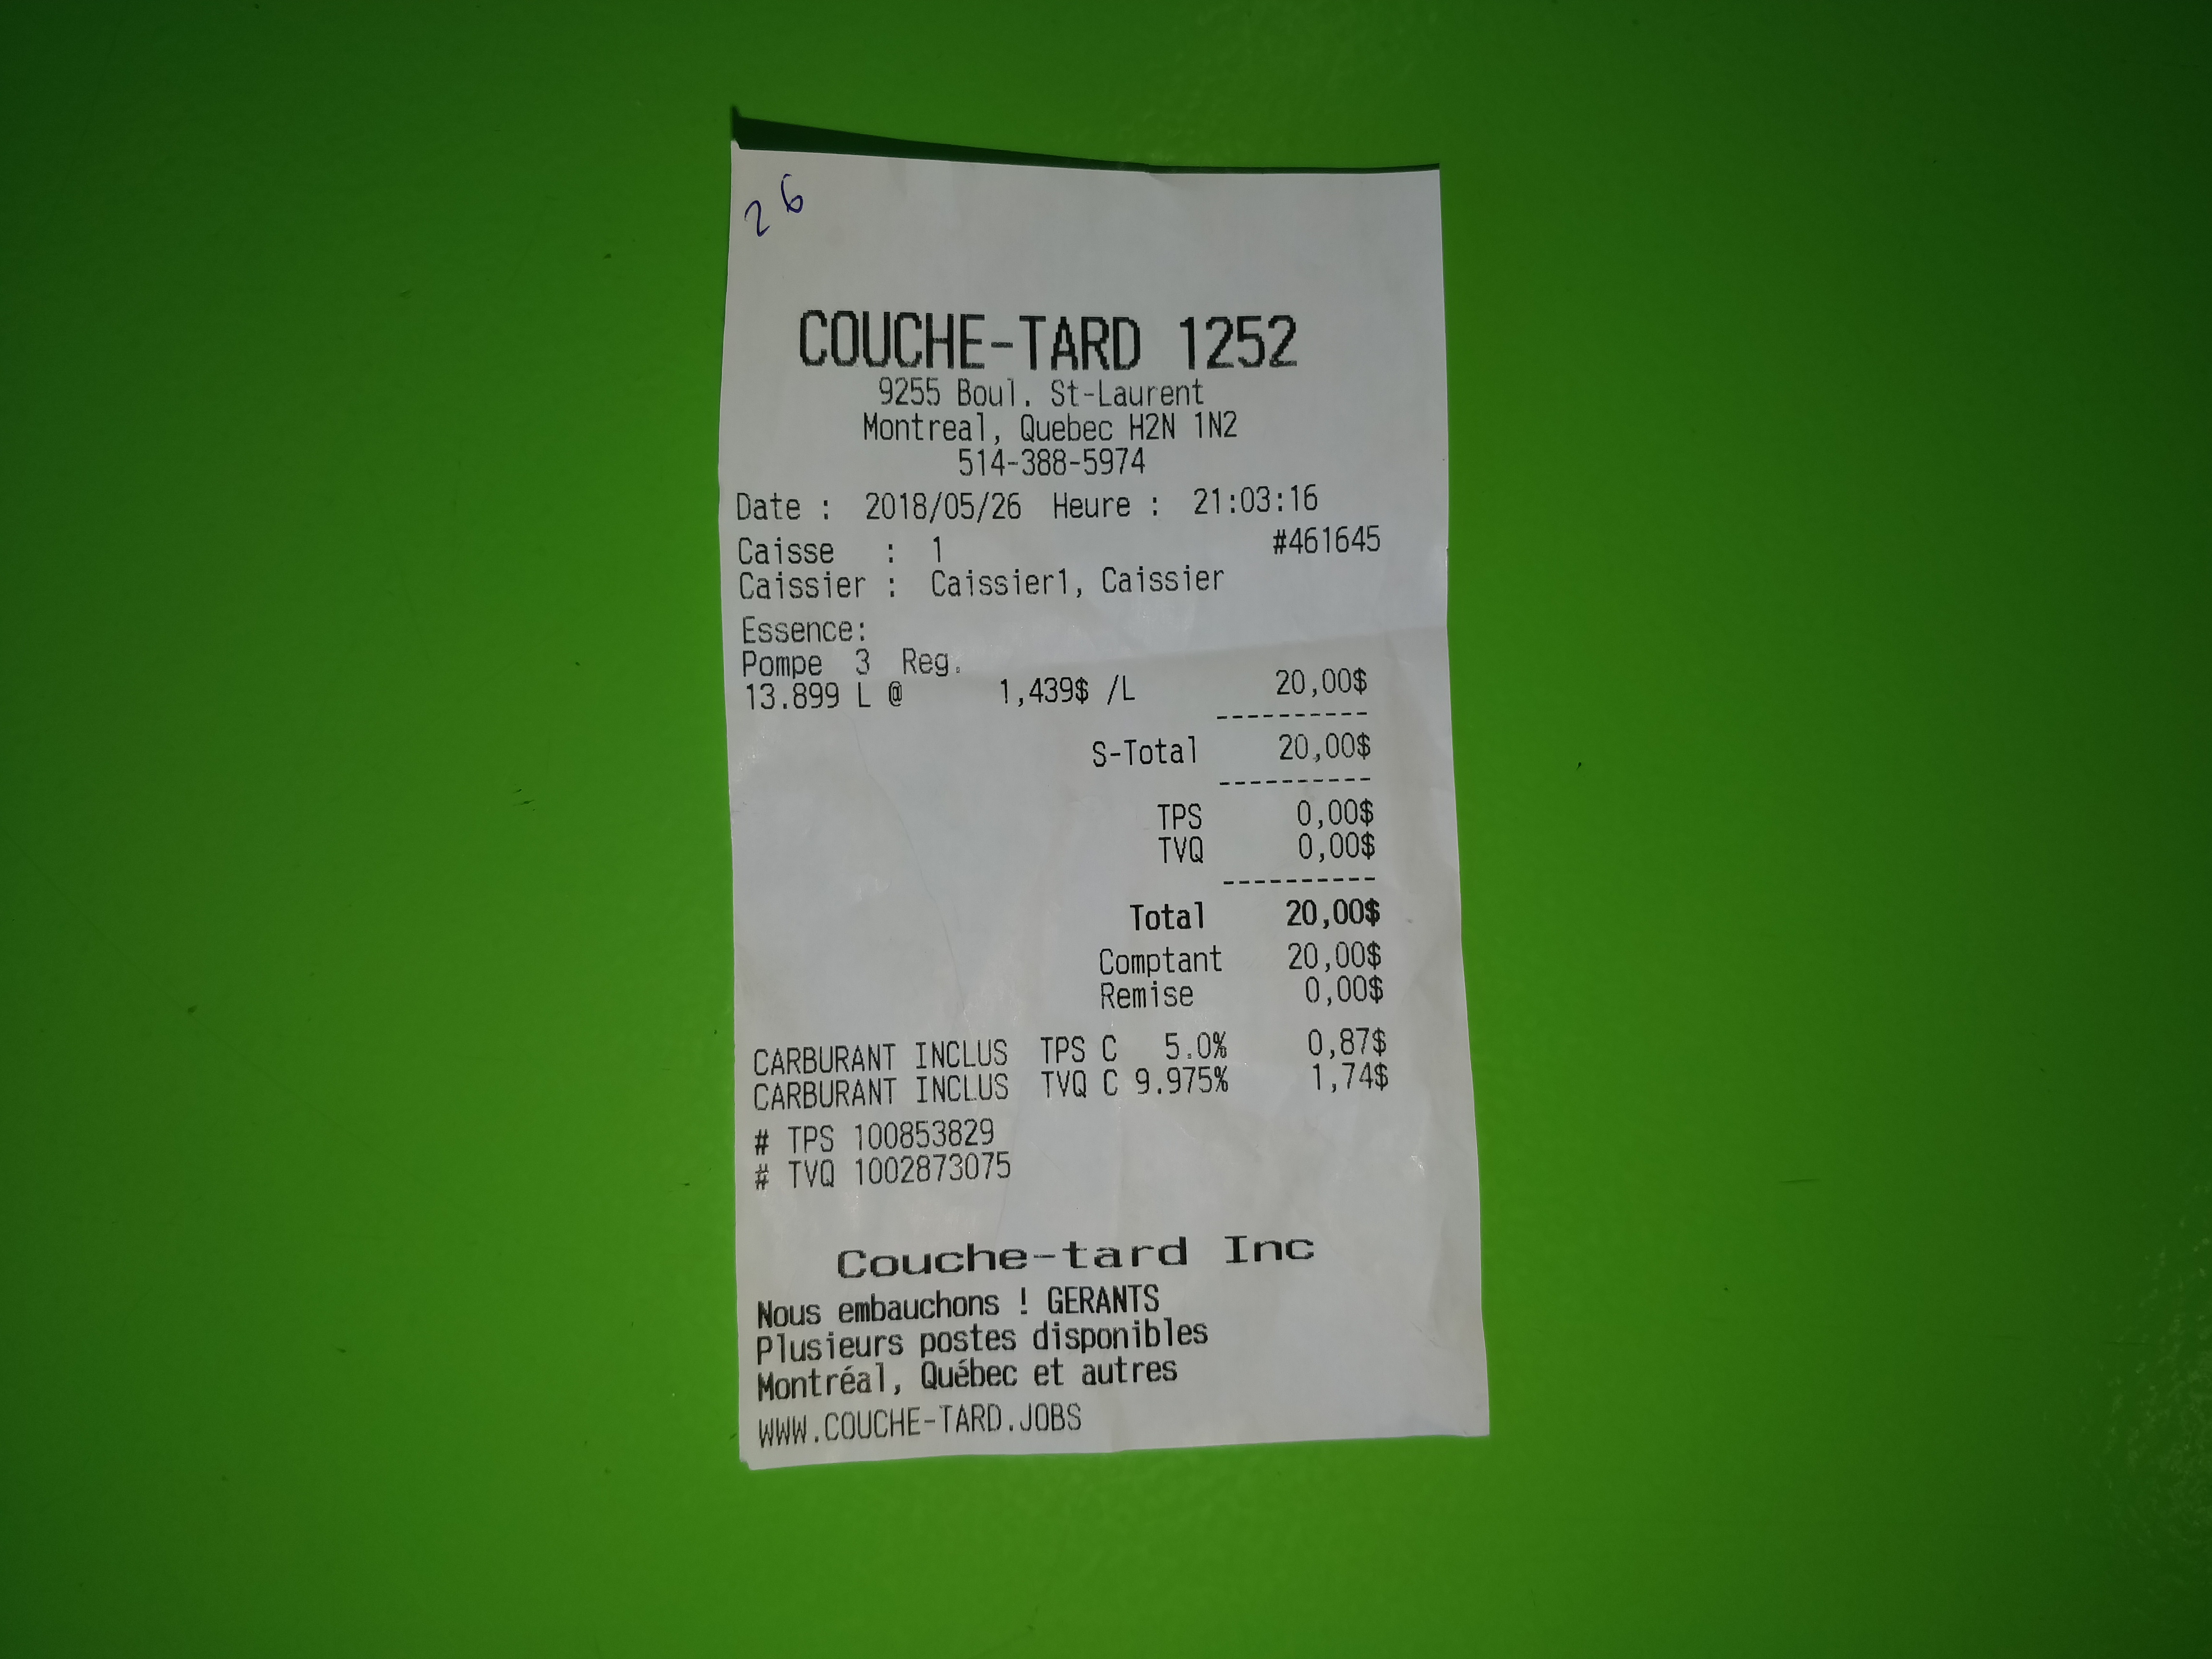 26
COUCHE-TARD 1252
9255 Boul. St-Laurent
Montreal, Quebec H2N 1N2
514-388-5974
Date : 2018/05/26 Heure : 21:03:16
Caisse : 1 #461645
Caissier : Caissier1, Caissier
Essence:
Pompe 3 Reg.
13.899 L @ 1,439$ /L 20,00$
----------
S-Total 20,00$
----------
TPS 0,00$
TVQ 0,00$
----------
Total 20,00$
Comptant 20,00$
Remise 0,00$
CARBURANT INCLUS TPS C 5.0% 0,87$
CARBURANT INCLUS TVQ C 9.975% 1,74$
# TPS 100853829
# TVQ 1002873075
Couche-tard Inc
Nous embauchons ! GERANTS
Plusieurs postes disponibles
Montréal, Québec et autres
WWW.COUCHE-TARD.JOBS